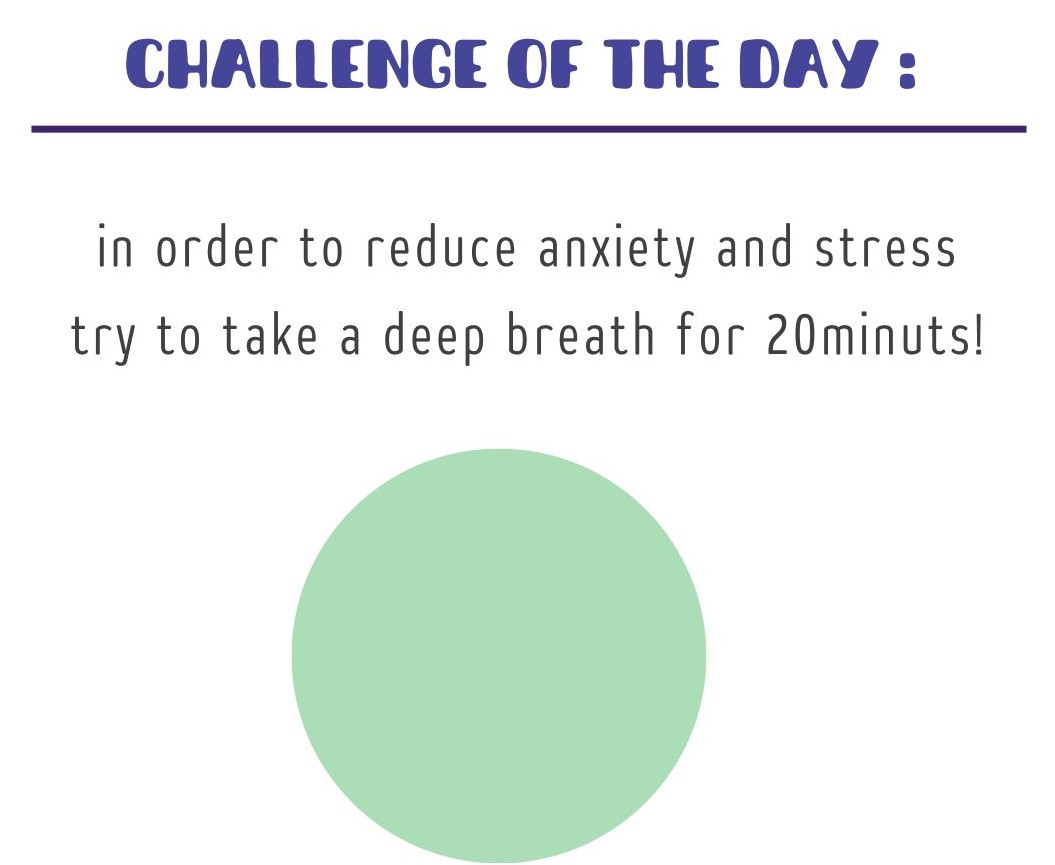 CHALLENGE OF THE DAY :
in order to reduce anxiety and stress
try to take a deep breath for 20minuts!